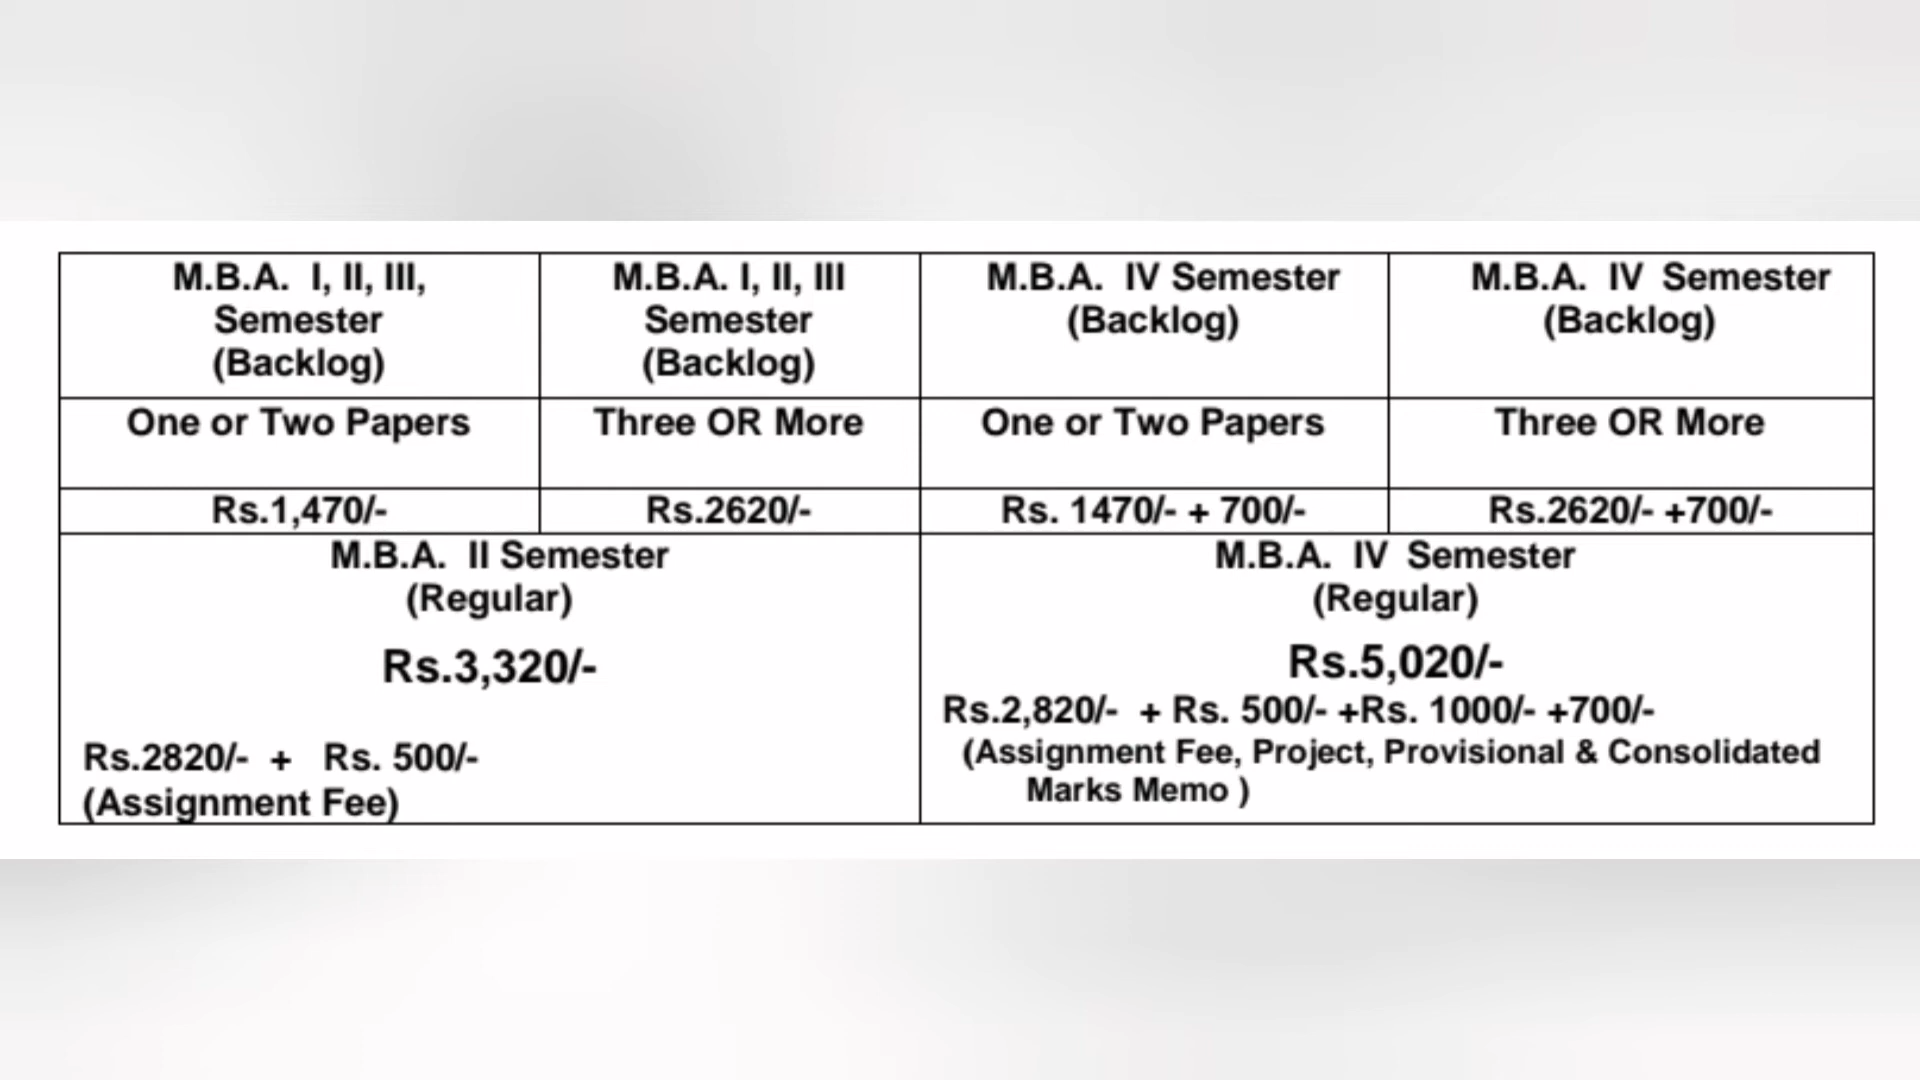 M.B.A. I, II, III,
Semester
(Backlog)
M.B.A. I, II, III
Semester
(Backlog)
M.B.A. IV Semester
(Backlog)
M.B.A. IV Semester
(Backlog)
One or Two Papers
Three OR More
One or Two Papers
Three OR More
Rs.1,470/-
Rs.2620/-
Rs. 1470/- + 700/-
Rs.2620/- +700/-
M.B.A. II Semester
(Regular)
Rs.3,320/-
Rs.2820/- + Rs. 500/-
(Assignment Fee)
M.B.A. IV Semester
(Regular)
Rs.5,020/-
Rs.2,820/- + Rs. 500/- +Rs. 1000/- +700/-
(Assignment Fee, Project, Provisional & Consolidated
Marks Memo )